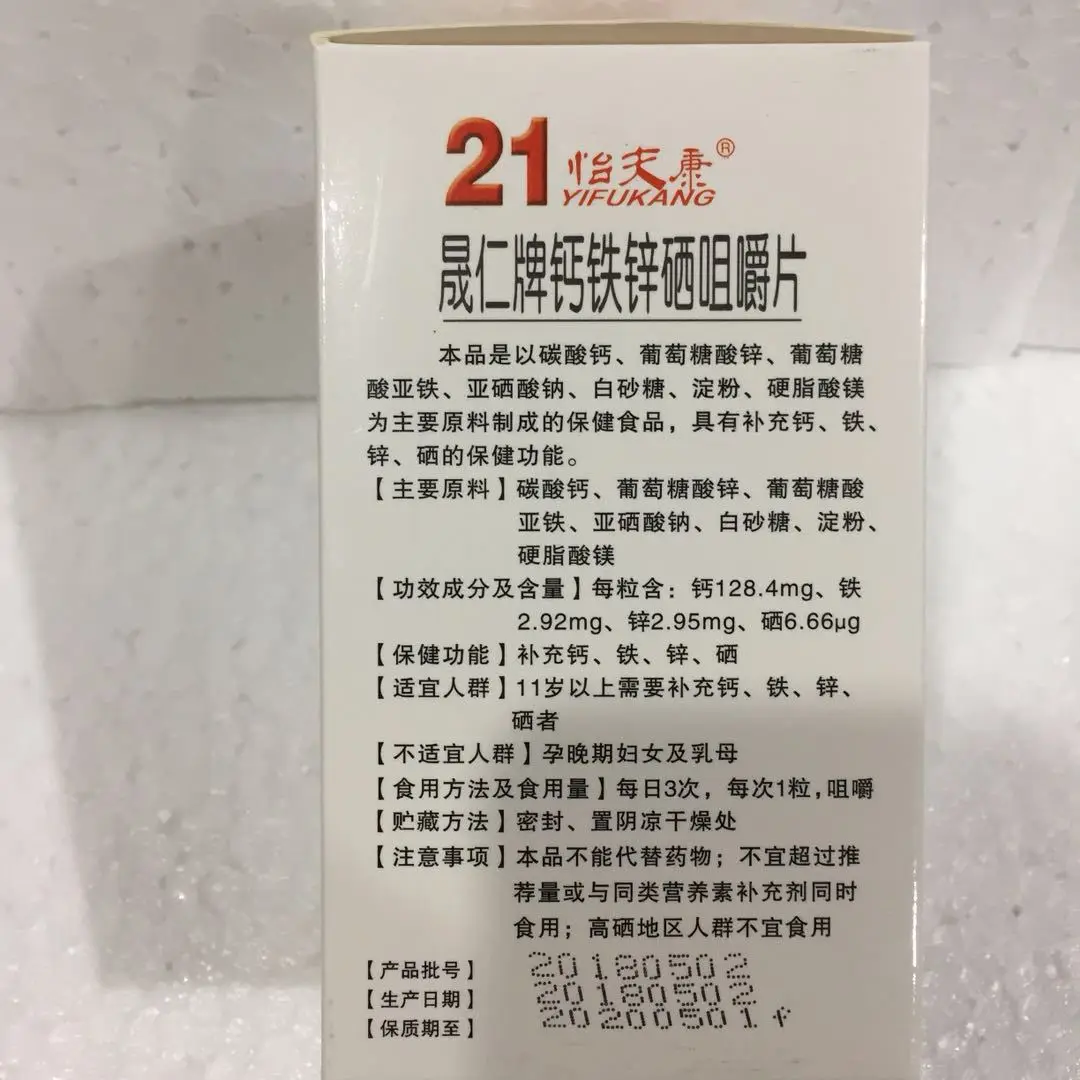 21 怡夫康®
YIFUKANG
晟仁牌钙铁锌硒咀嚼片
本品是以碳酸钙、葡萄糖酸锌、葡萄糖
酸亚铁、亚硒酸钠、白砂糖、淀粉、硬脂酸镁
为主要原料制成的保健食品，具有补充钙、铁、
锌、硒的保健功能。
【主要原料】碳酸钙、葡萄糖酸锌、葡萄糖酸
亚铁、亚硒酸钠、白砂糖、淀粉、
硬脂酸镁
【功效成分及含量】每粒含：钙128.4mg、铁
2.92mg、锌2.95mg、硒6.66μg
【保健功能】补充钙、铁、锌、硒
【适宜人群】11岁以上需要补充钙、铁、锌、
硒者
【不适宜人群】孕晚期妇女及乳母
【食用方法及食用量】每日3次，每次1粒，咀嚼
【贮藏方法】密封、置阴凉干燥处
【注意事项】本品不能代替药物；不宜超过推
荐量或与同类营养素补充剂同时
食用；高硒地区人群不宜食用
【产品批号】20180502
【生产日期】20180502
【保质期至】20200501